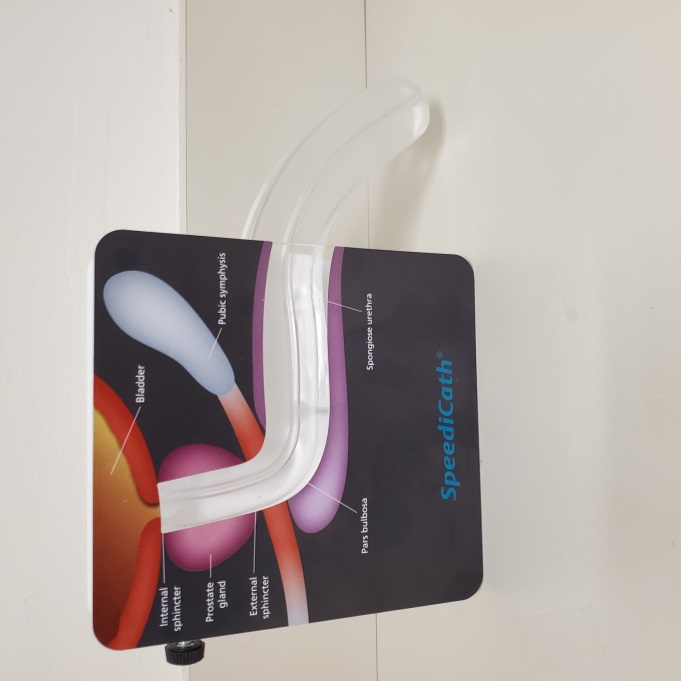 Bladder
Pubic symphysis
Internal
sphincter
Prostate
gland
External
sphincter
Spongiose urethra
Pars bulbosa
SpeediCath®